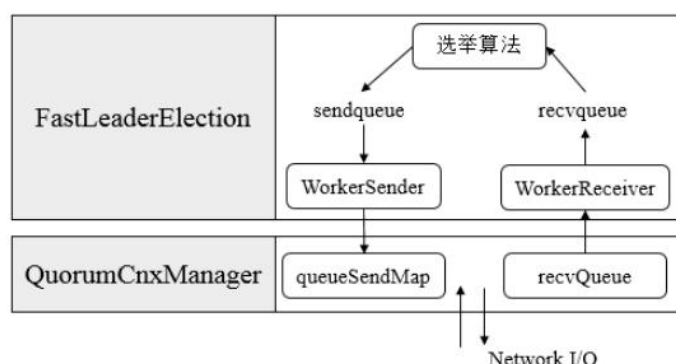 选举算法
FastLeaderElection
sendqueue
recvqueue
WorkerSender
WorkerReceiver
QuorumCnxManager
queueSendMap
recvQueue
Network I/O